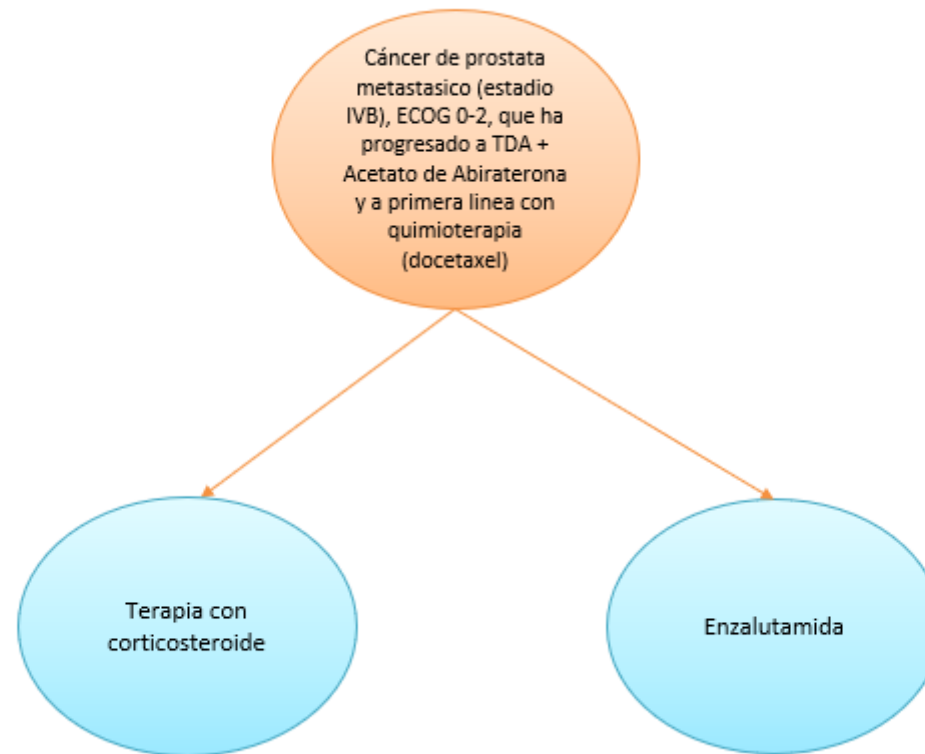 Cáncer de prostata
metastasico (estadio
IVB), ECOG 0-2, que ha
progresado a TDA +
Acetato de Abiraterona
y a primera linea con
quimioterapia
(docetaxel)
Terapia con
corticosteroide
Enzalutamida